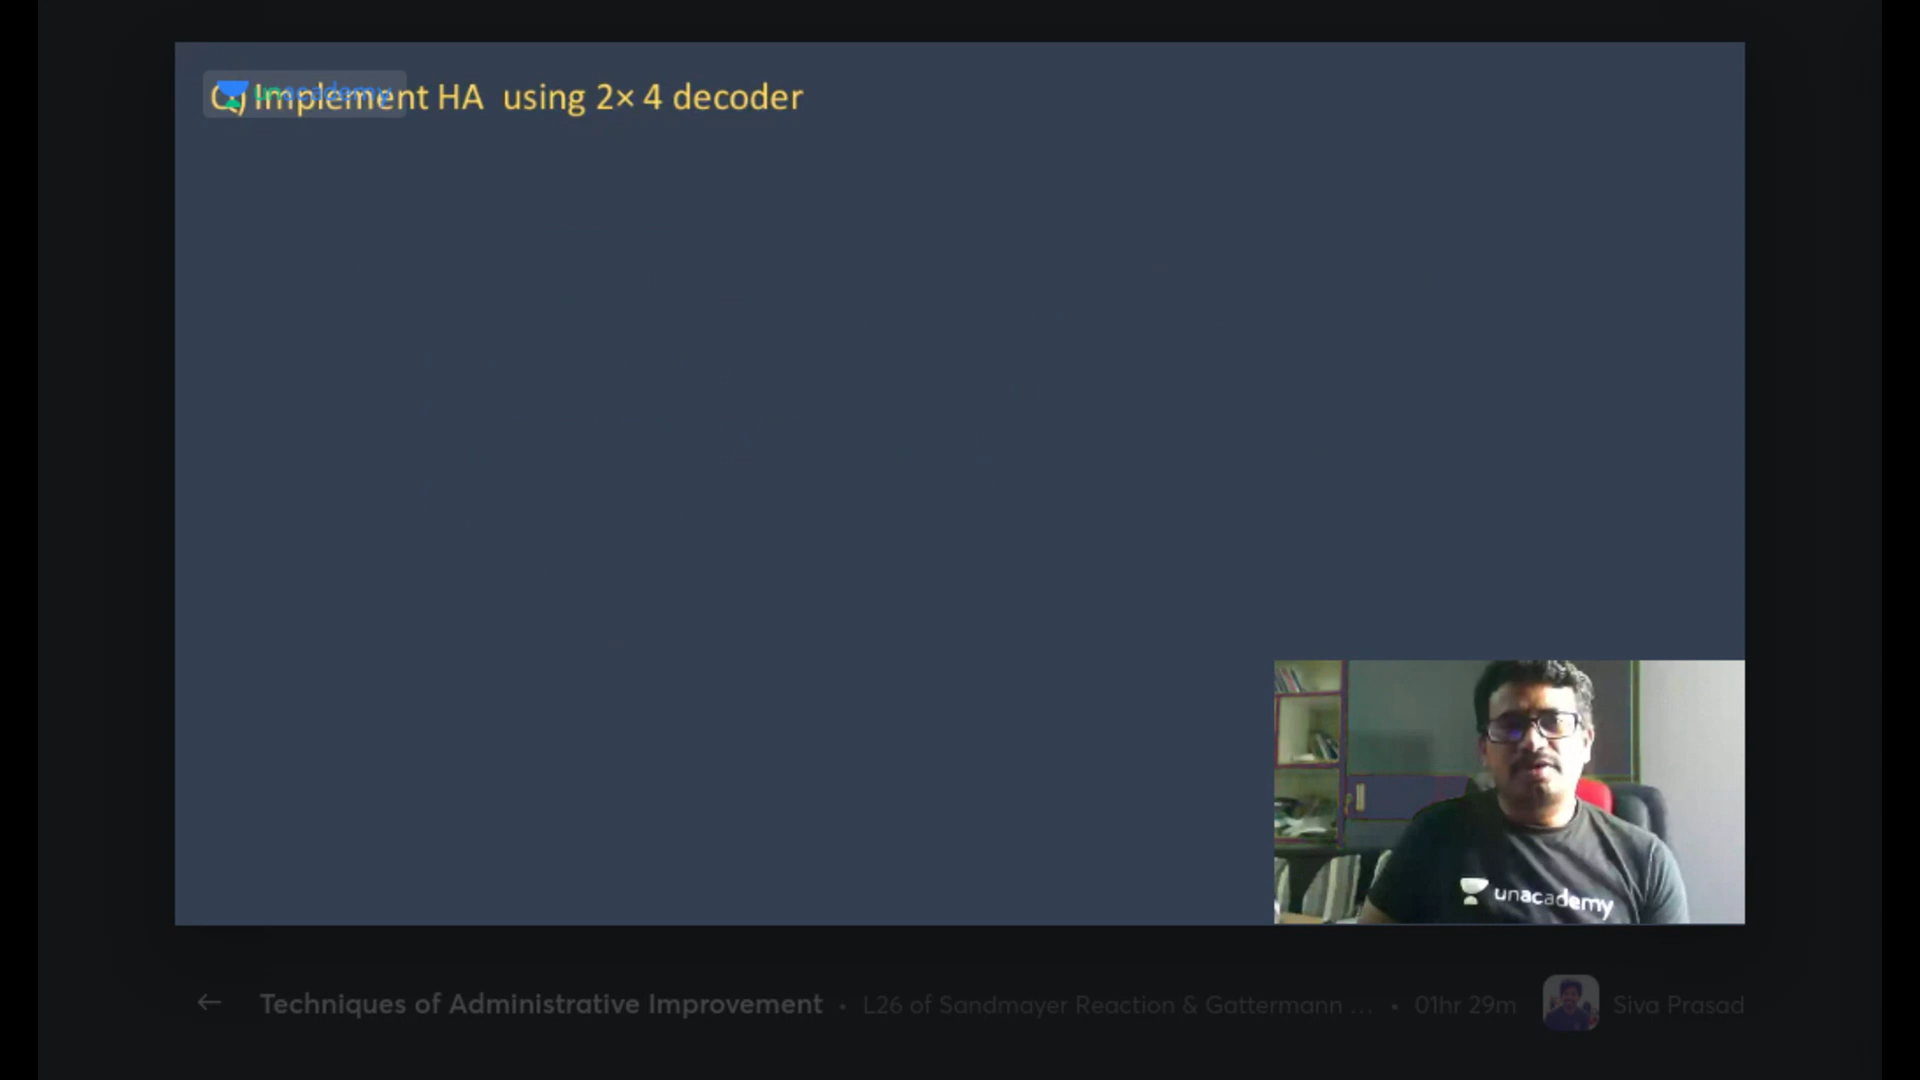 Q) Implement HA using 2× 4 decoder
unacademy
unacademy
Techniques of Administrative Improvement • L26 of Sandmayer Reaction & Gattermann ... • 01hr 29m Siva Prasad